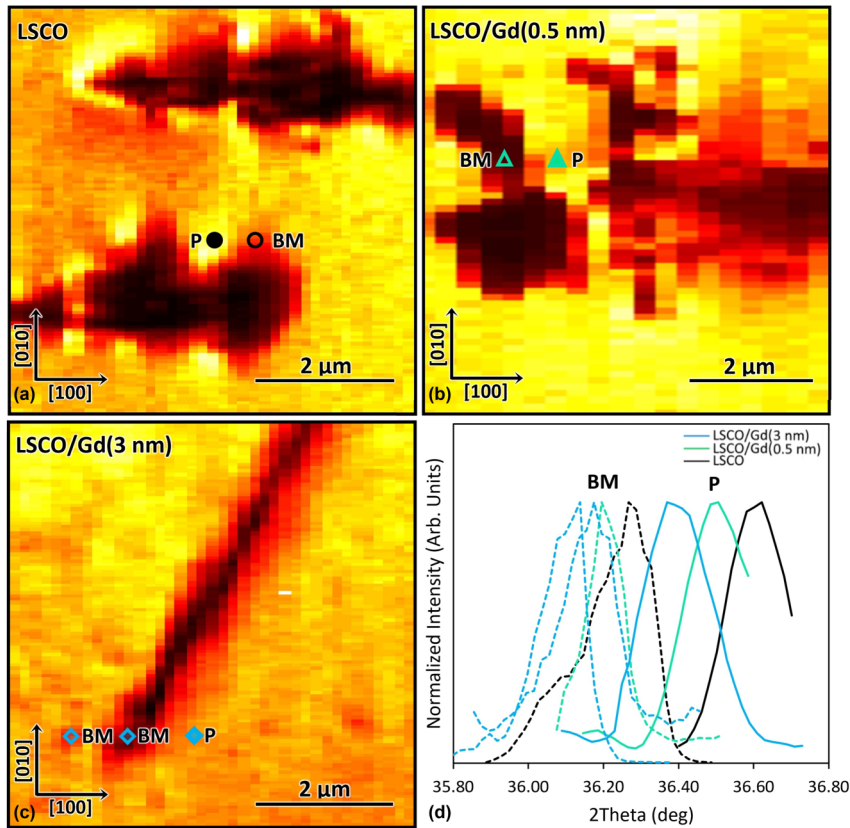 LSCO
P
BM
[010]
[100]
2 μm
(a)
LSCO/Gd(0.5 nm)
BM
P
[010]
[100]
2 μm
(b)
LSCO/Gd(3 nm)
BM
BM
P
[010]
[100]
2 μm
(c)
LSCO/Gd(3 nm)
LSCO/Gd(0.5 nm)
LSCO
BM
P
Normalized Intensity (Arb. Units)
35.80 36.00 36.20 36.40 36.60 36.80
(d)
2Theta (deg)